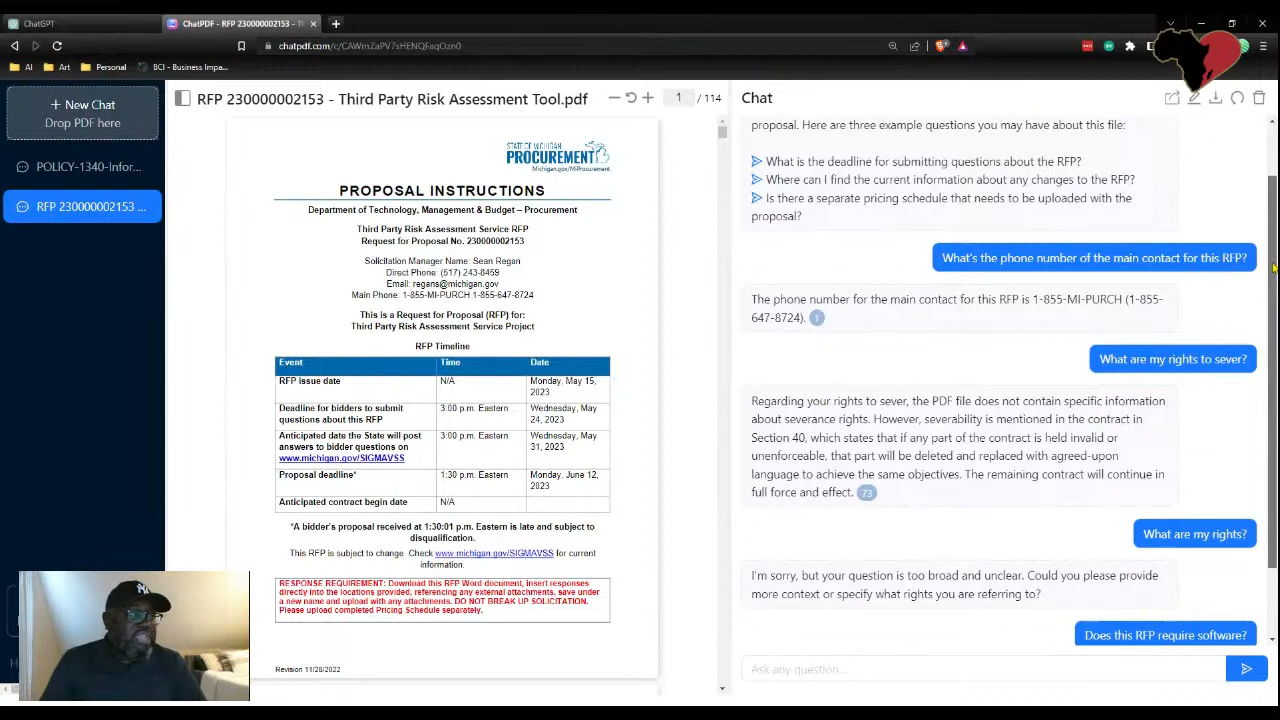 ChatGPT
ChatPDF - RFP 230000002153 - Th
chatpdf.com/c/CAWmZaPV7sHENQFaqOzn0
AI
Art
Personal
BCI - Business Impa...
+ New Chat
Drop PDF here
POLICY-1340-Infor...
RFP 230000002153 ...
RFP 230000002153 - Third Party Risk Assessment Tool.pdf
1 / 114
STATE OF MICHIGAN
PROCUREMENT
Michigan.gov/MiProcurement
PROPOSAL INSTRUCTIONS
Department of Technology, Management & Budget – Procurement
Third Party Risk Assessment Service RFP
Request for Proposal No. 230000002153
Solicitation Manager Name: Sean Regan
Direct Phone: (517) 243-8459
Email: regans@michigan.gov
Main Phone: 1-855-MI-PURCH 1-855-647-8724
This is a Request for Proposal (RFP) for:
Third Party Risk Assessment Service Project
RFP Timeline
Event Time Date
RFP issue date N/A Monday, May 15,
2023
Deadline for bidders to submit 3:00 p.m. Eastern Wednesday, May
questions about this RFP 24, 2023
Anticipated date the State will post 3:00 p.m. Eastern Wednesday, May
answers to bidder questions on 31, 2023
www.michigan.gov/SIGMAVSS
Proposal deadline* 1:30 p.m. Eastern Monday, June 12,
2023
Anticipated contract begin date N/A
*A bidder's proposal received at 1:30:01 p.m. Eastern is late and subject to
disqualification.
This RFP is subject to change Check www.michigan.gov/SIGMAVSS for current
information.
RESPONSE REQUIREMENT: Download this RFP Word document, insert responses
directly into the locations provided, referencing any external attachments. save under
a new name and upload with any attachments. DO NOT BREAK UP SOLICITATION.
Please upload completed Pricing Schedule separately.
Revision 11/28/2022
Chat
proposal. Here are three example questions you may have about this file:
What is the deadline for submitting questions about the RFP?
Where can I find the current information about any changes to the RFP?
Is there a separate pricing schedule that needs to be uploaded with the
proposal?
What's the phone number of the main contact for this RFP?
The phone number for the main contact for this RFP is 1-855-MI-PURCH (1-855-
647-8724). 1
What are my rights to sever?
Regarding your rights to sever, the PDF file does not contain specific information
about severance rights. However, severability is mentioned in the contract in
Section 40, which states that if any part of the contract is held invalid or
unenforceable, that part will be deleted and replaced with agreed-upon
language to achieve the same objectives. The remaining contract will continue in
full force and effect. 73
What are my rights?
I'm sorry, but your question is too broad and unclear. Could you please provide
more context or specify what rights you are referring to?
Does this RFP require software?
Ask any question...